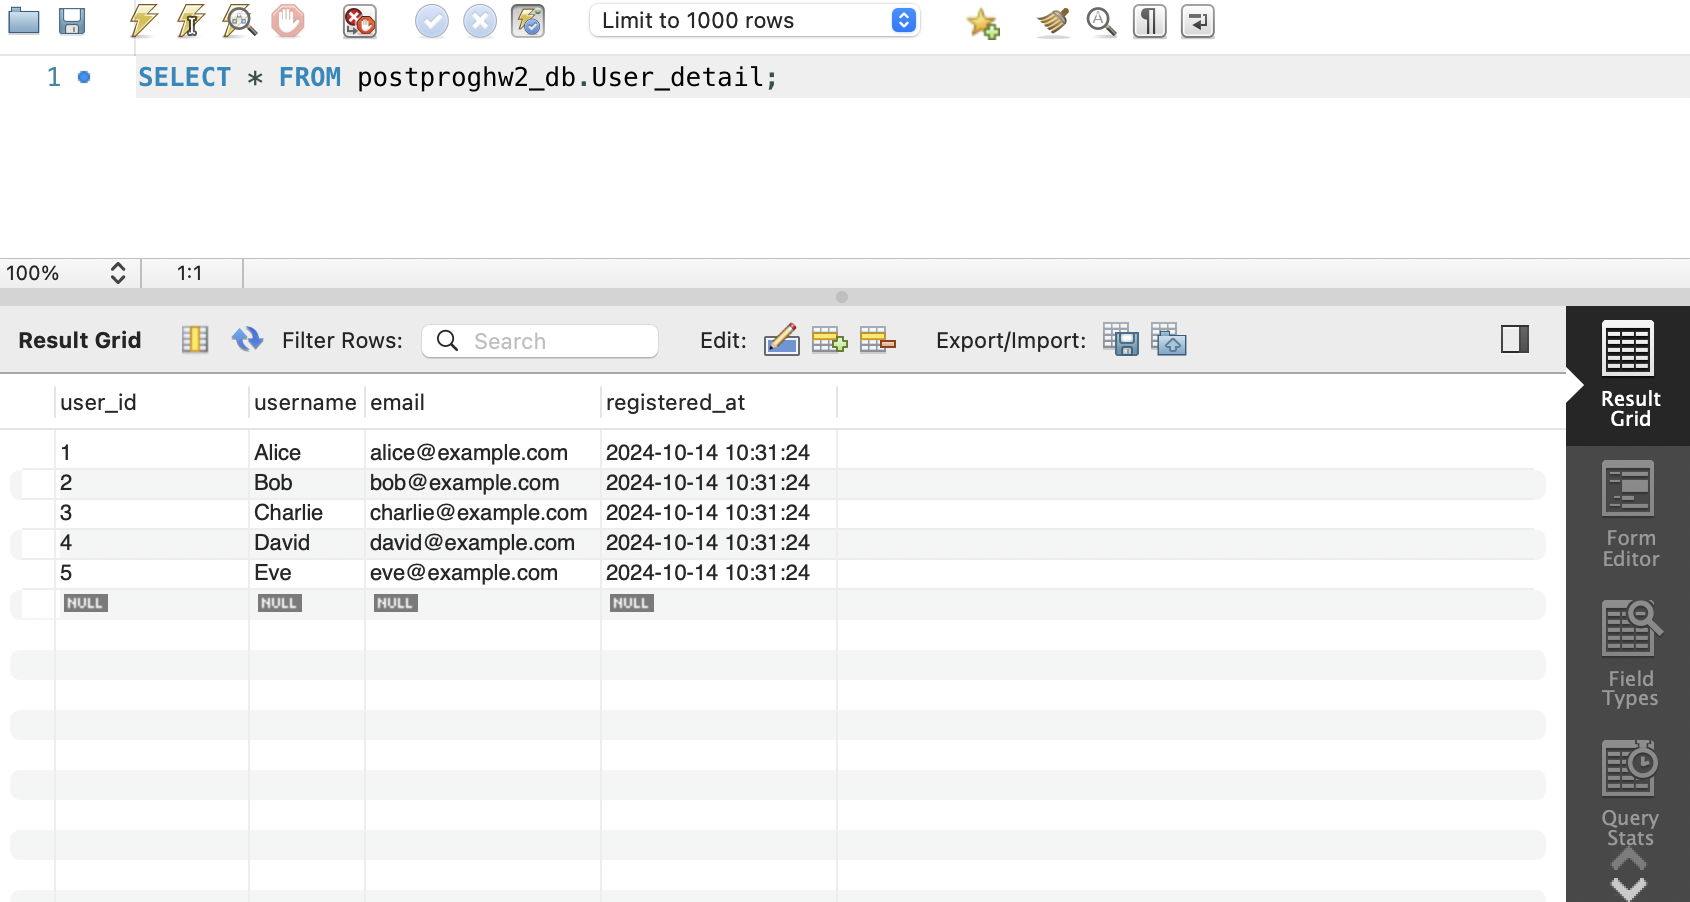 Limit to 1000 rows
1 SELECT * FROM postproghw2_db.User_detail;
100% 1:1
Result Grid Filter Rows: Search Edit: Export/Import:
user_id username email registered_at
1 Alice alice@example.com 2024-10-14 10:31:24
2 Bob bob@example.com 2024-10-14 10:31:24
3 Charlie charlie@example.com 2024-10-14 10:31:24
4 David david@example.com 2024-10-14 10:31:24
5 Eve eve@example.com 2024-10-14 10:31:24
NULL NULL NULL NULL
Result
Grid
Form
Editor
Field
Types
Query
Stats